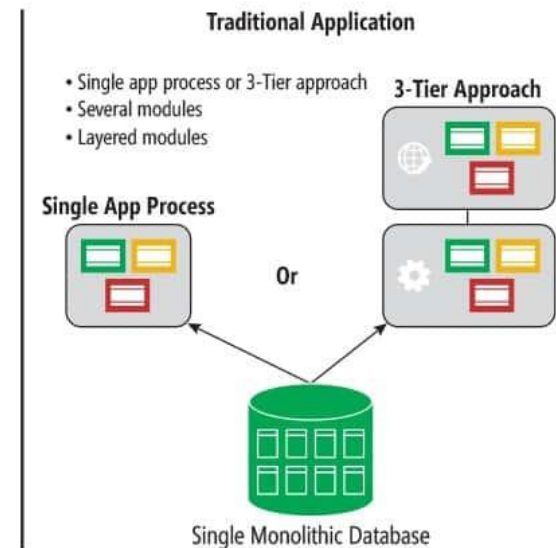 Traditional Application
• Single app process or 3-Tier approach
• Several modules
• Layered modules
3-Tier Approach
Single App Process
Or
Single Monolithic Database